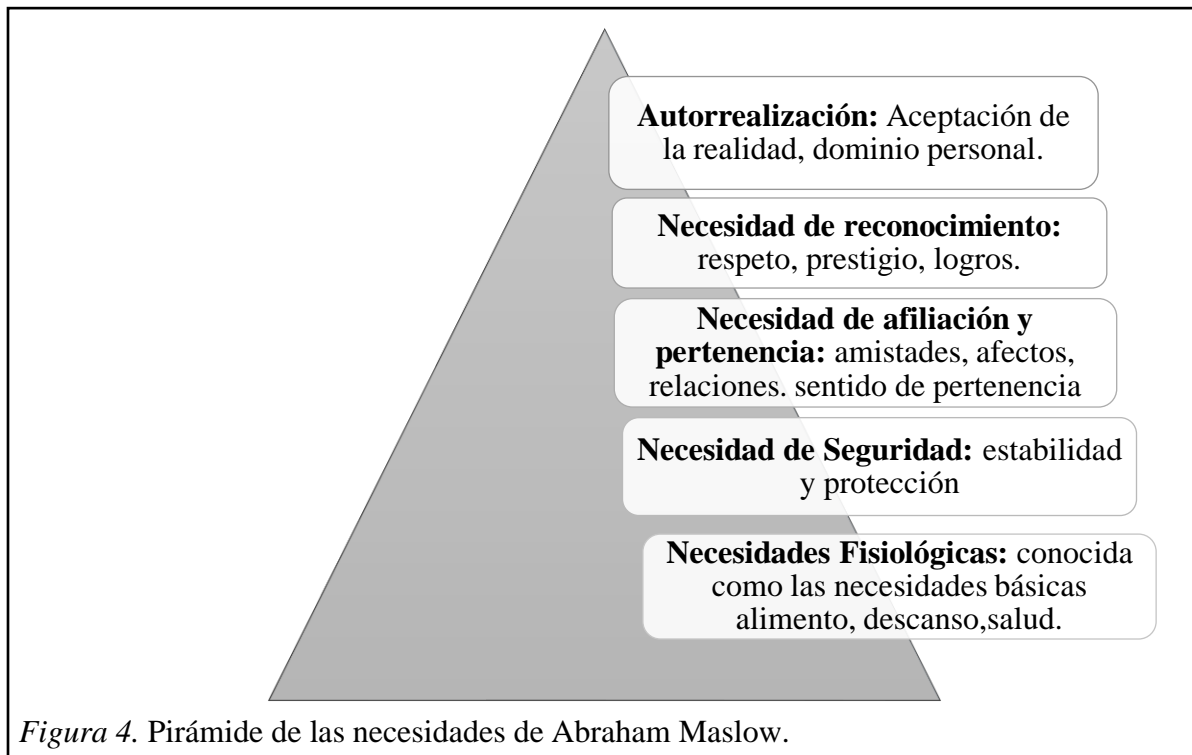 Autorrealización: Aceptación de
la realidad, dominio personal.
Necesidad de reconocimiento:
respeto, prestigio, logros.
Necesidad de afiliación y
pertenencia: amistades, afectos,
relaciones. sentido de pertenencia
Necesidad de Seguridad: estabilidad
y protección
Necesidades Fisiológicas: conocida
como las necesidades básicas
alimento, descanso,salud.
Figura 4. Pirámide de las necesidades de Abraham Maslow.